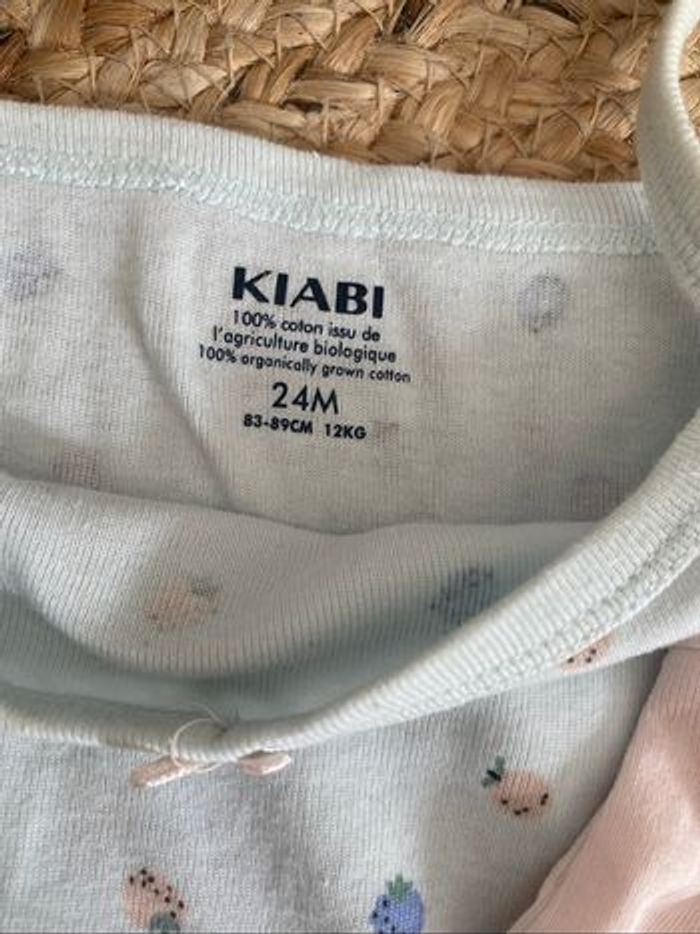 KIABI
100% coton issu de
l'agriculture biologique
100% organically grown cotton
24M
83-89CM 12KG